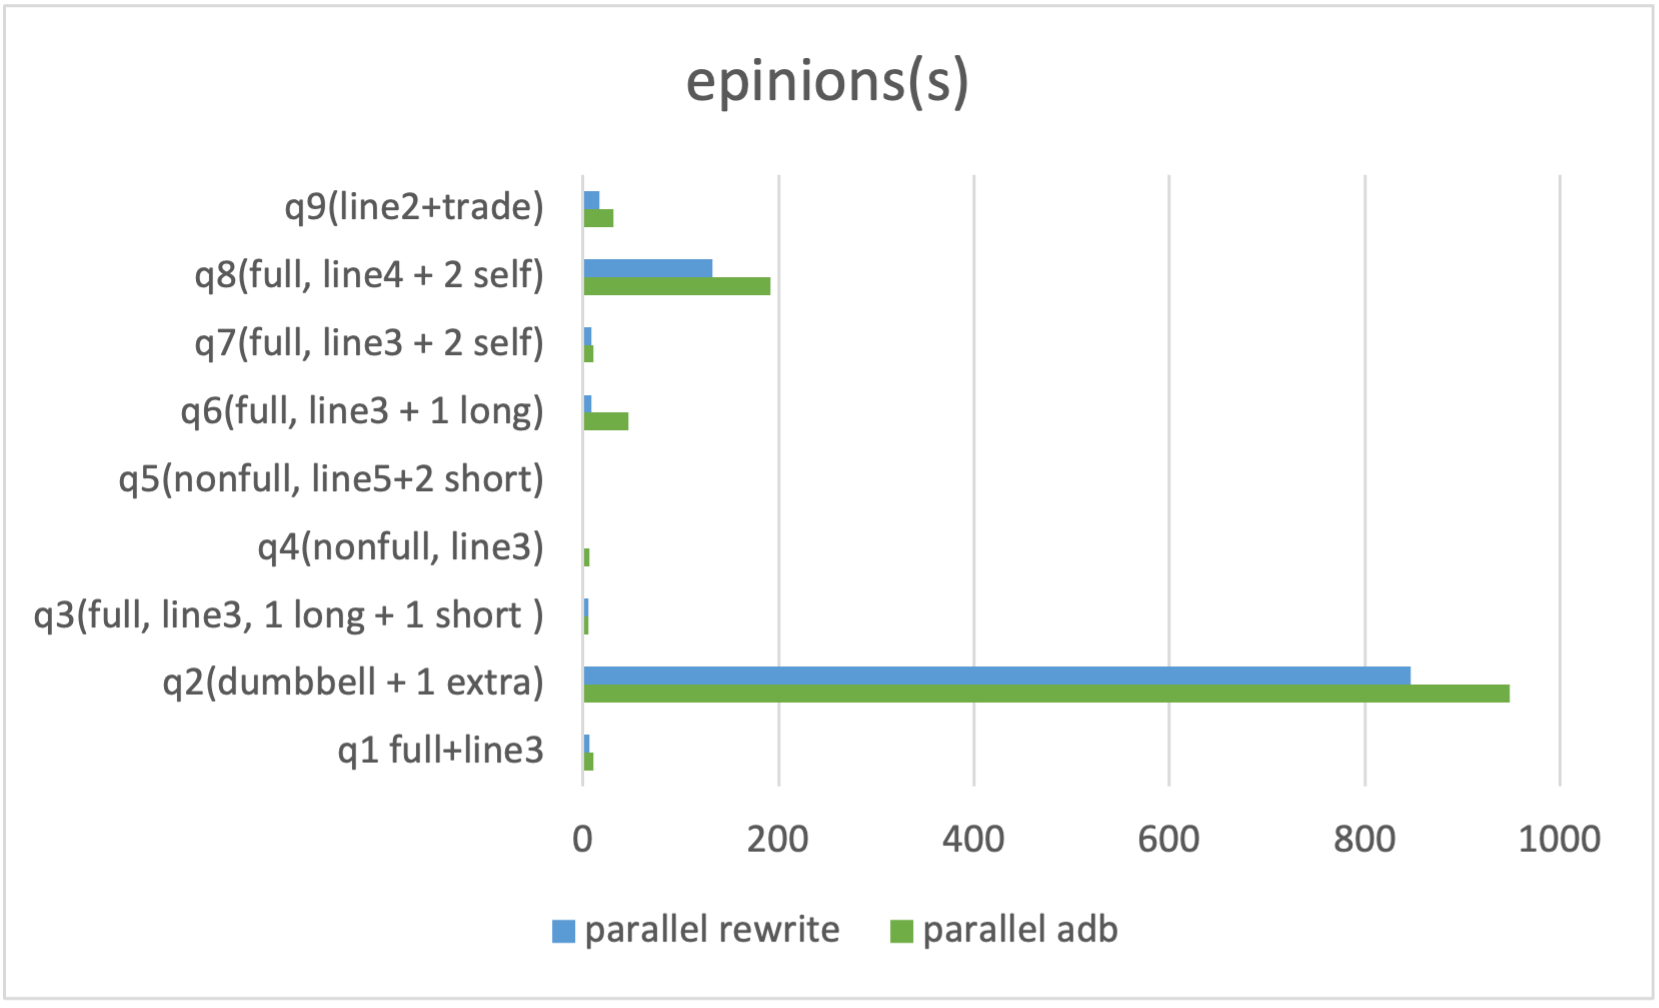 epinions(s)
q9(line2+trade)
q8(full, line4 + 2 self)
q7(full, line3 + 2 self)
q6(full, line3 + 1 long)
q5(nonfull, line5+2 short)
q4(nonfull, line3)
q3(full, line3, 1 long + 1 short )
q2(dumbbell + 1 extra)
q1 full+line3
0 200 400 600 800 1000
parallel rewrite parallel adb